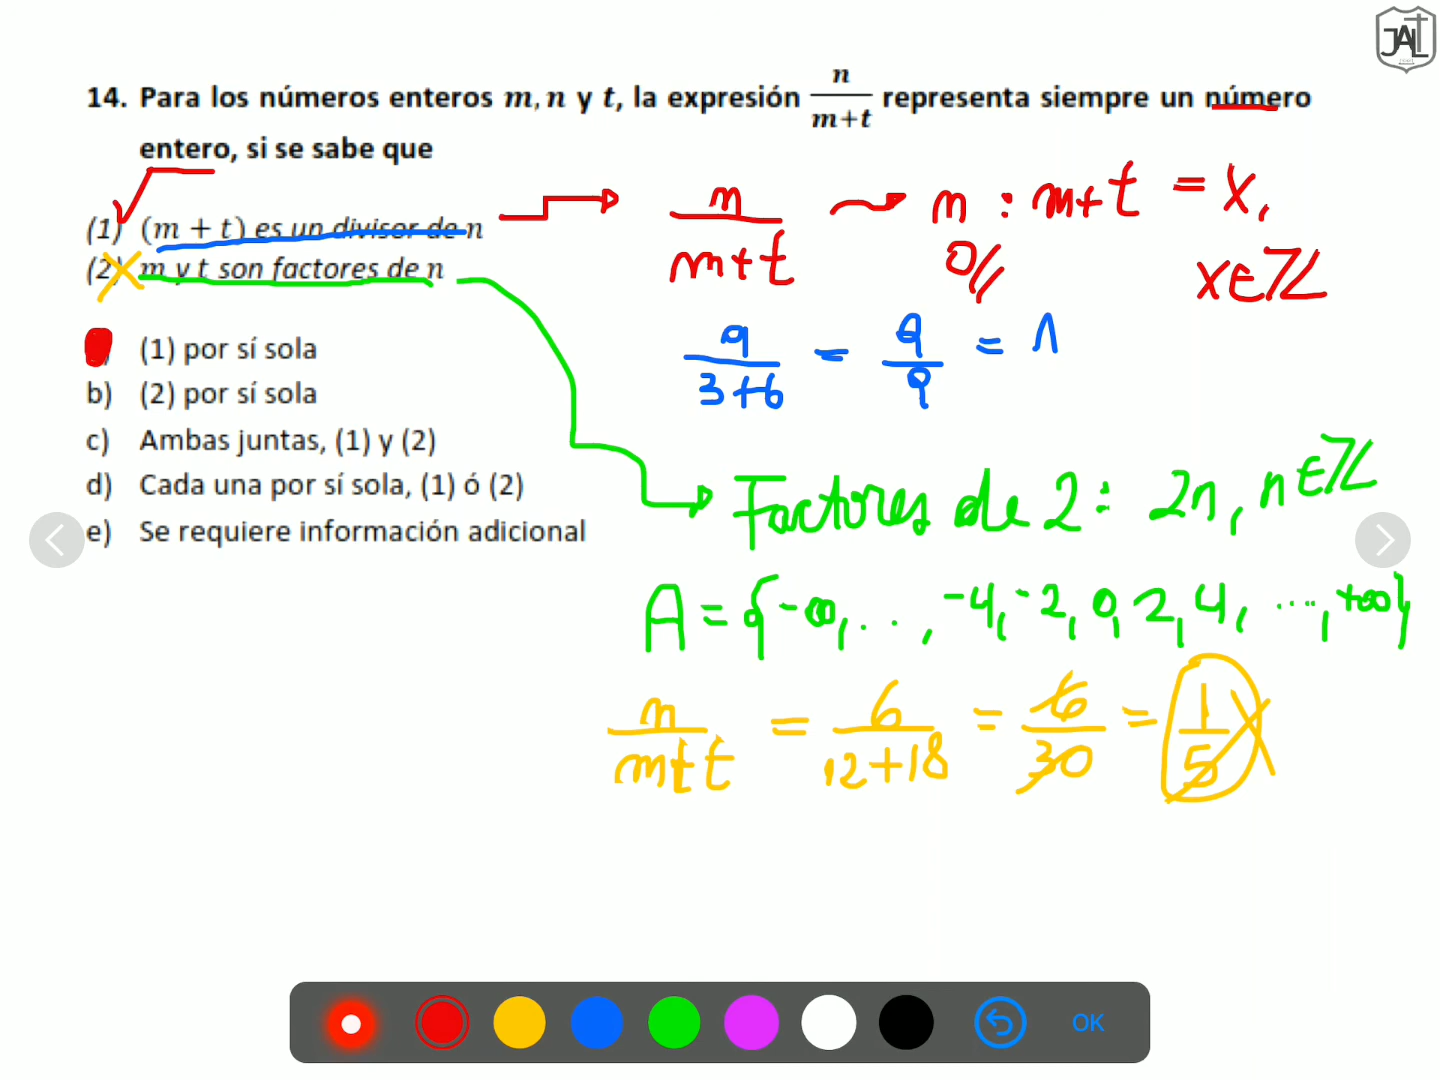 JALT
14. Para los números enteros m, n y t, la expresión n/(m+t) representa siempre un número
entero, si se sabe que
(1) (m + t) es un divisor de n
(2) m y t son factores de n
(1) por sí sola
b) (2) por sí sola
c) Ambas juntas, (1) y (2)
d) Cada una por sí sola, (1) ó (2)
e) Se requiere información adicional
n/(m+t) → n : m+t = x,
0// x∈ℤ
9/(3+6) = 9/9 = 1
Factores de 2: 2n, n∈ℤ
A = {-∞, ..., -4, -2, 0, 2, 4, ..., +∞}
n/(m+t) = 6/(12+18) = 6/30 = 1/5
OK